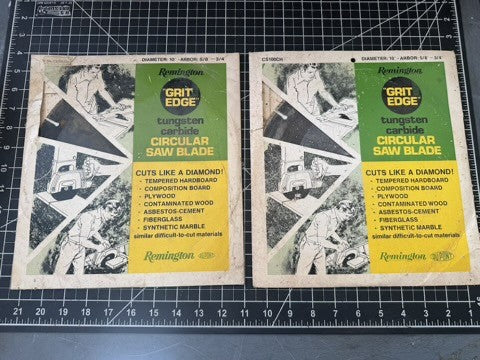 DIAMETER: 10" - ARBOR: 5/8 - 3/4
Remington
"GRIT
EDGE"
tungsten
carbide
CIRCULAR
SAW BLADE
CUTS LIKE A DIAMOND!
· TEMPERED HARDBOARD
· COMPOSITION BOARD
· PLYWOOD
· CONTAMINATED WOOD
· ASBESTOS-CEMENT
· FIBERGLASS
· SYNTHETIC MARBLE
similar difficult-to-cut materials
Remington DUPONT
CS100CH DIAMETER: 10" - ARBOR: 5/8" - 3/4"
Remington
"GRIT
EDGE"
tungsten
carbide
CIRCULAR
SAW BLADE
CUTS LIKE A DIAMOND!
· TEMPERED HARDBOARD
· COMPOSITION BOARD
· PLYWOOD
· CONTAMINATED WOOD
· ASBESTOS-CEMENT
· FIBERGLASS
· SYNTHETIC MARBLE
similar difficult-to-cut materials
Remington DUPONT
21 20 19 18 17 16 15 14 13 12 11 10 9 8 7 6 5 4 3 2 1